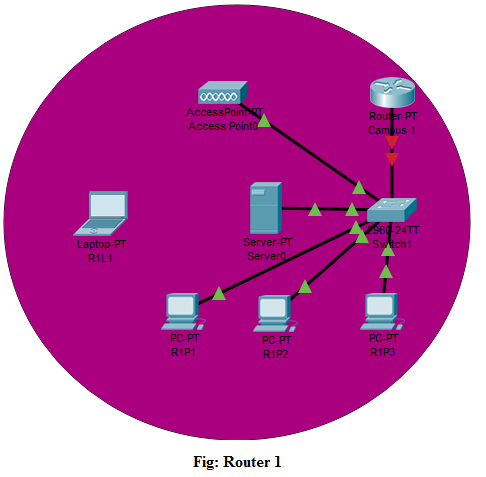 AccessPoint-PT
Access Point0
Router-PT
Campus 1
Laptop-PT
R1L1
Server-PT
Server0
2960-24TT
Switch1
PC-PT
R1P1
PC-PT
R1P2
PC-PT
R1P3
Fig: Router 1